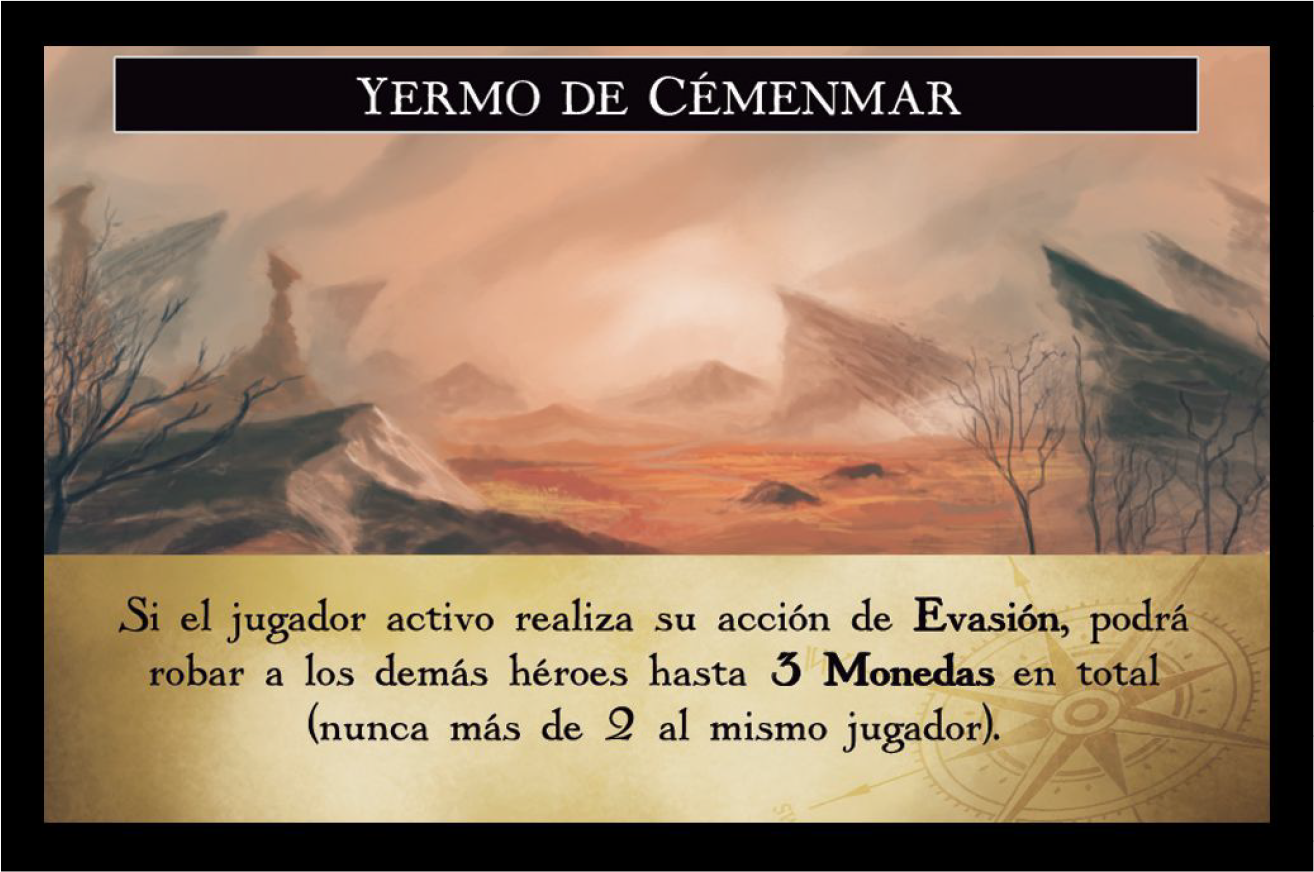 Yermo de Cémenmar
Si el jugador activo realiza su acción de Evasión, podrá
robar a los demás héroes hasta 3 Monedas en total
(nunca más de 2 al mismo jugador).